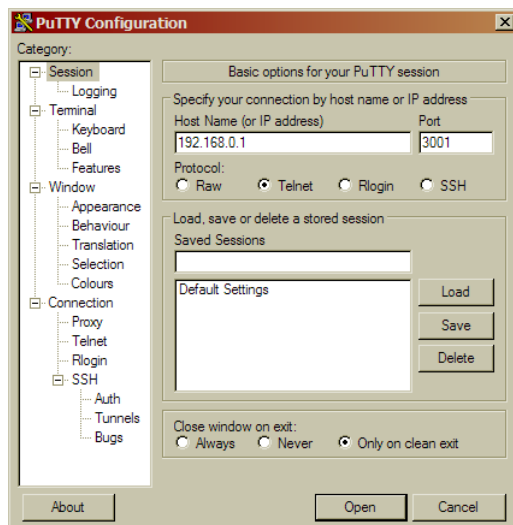 PuTTY Configuration
Category:
Session
Logging
Terminal
Keyboard
Bell
Features
Window
Appearance
Behaviour
Translation
Selection
Colours
Connection
Proxy
Telnet
Rlogin
SSH
Auth
Tunnels
Bugs
Basic options for your PuTTY session
Specify your connection by host name or IP address
Host Name (or IP address) Port
192.168.0.1 3001
Protocol:
Raw Telnet Rlogin SSH
Load, save or delete a stored session
Saved Sessions
Default Settings
Load
Save
Delete
Close window on exit:
Always Never Only on clean exit
About Open Cancel